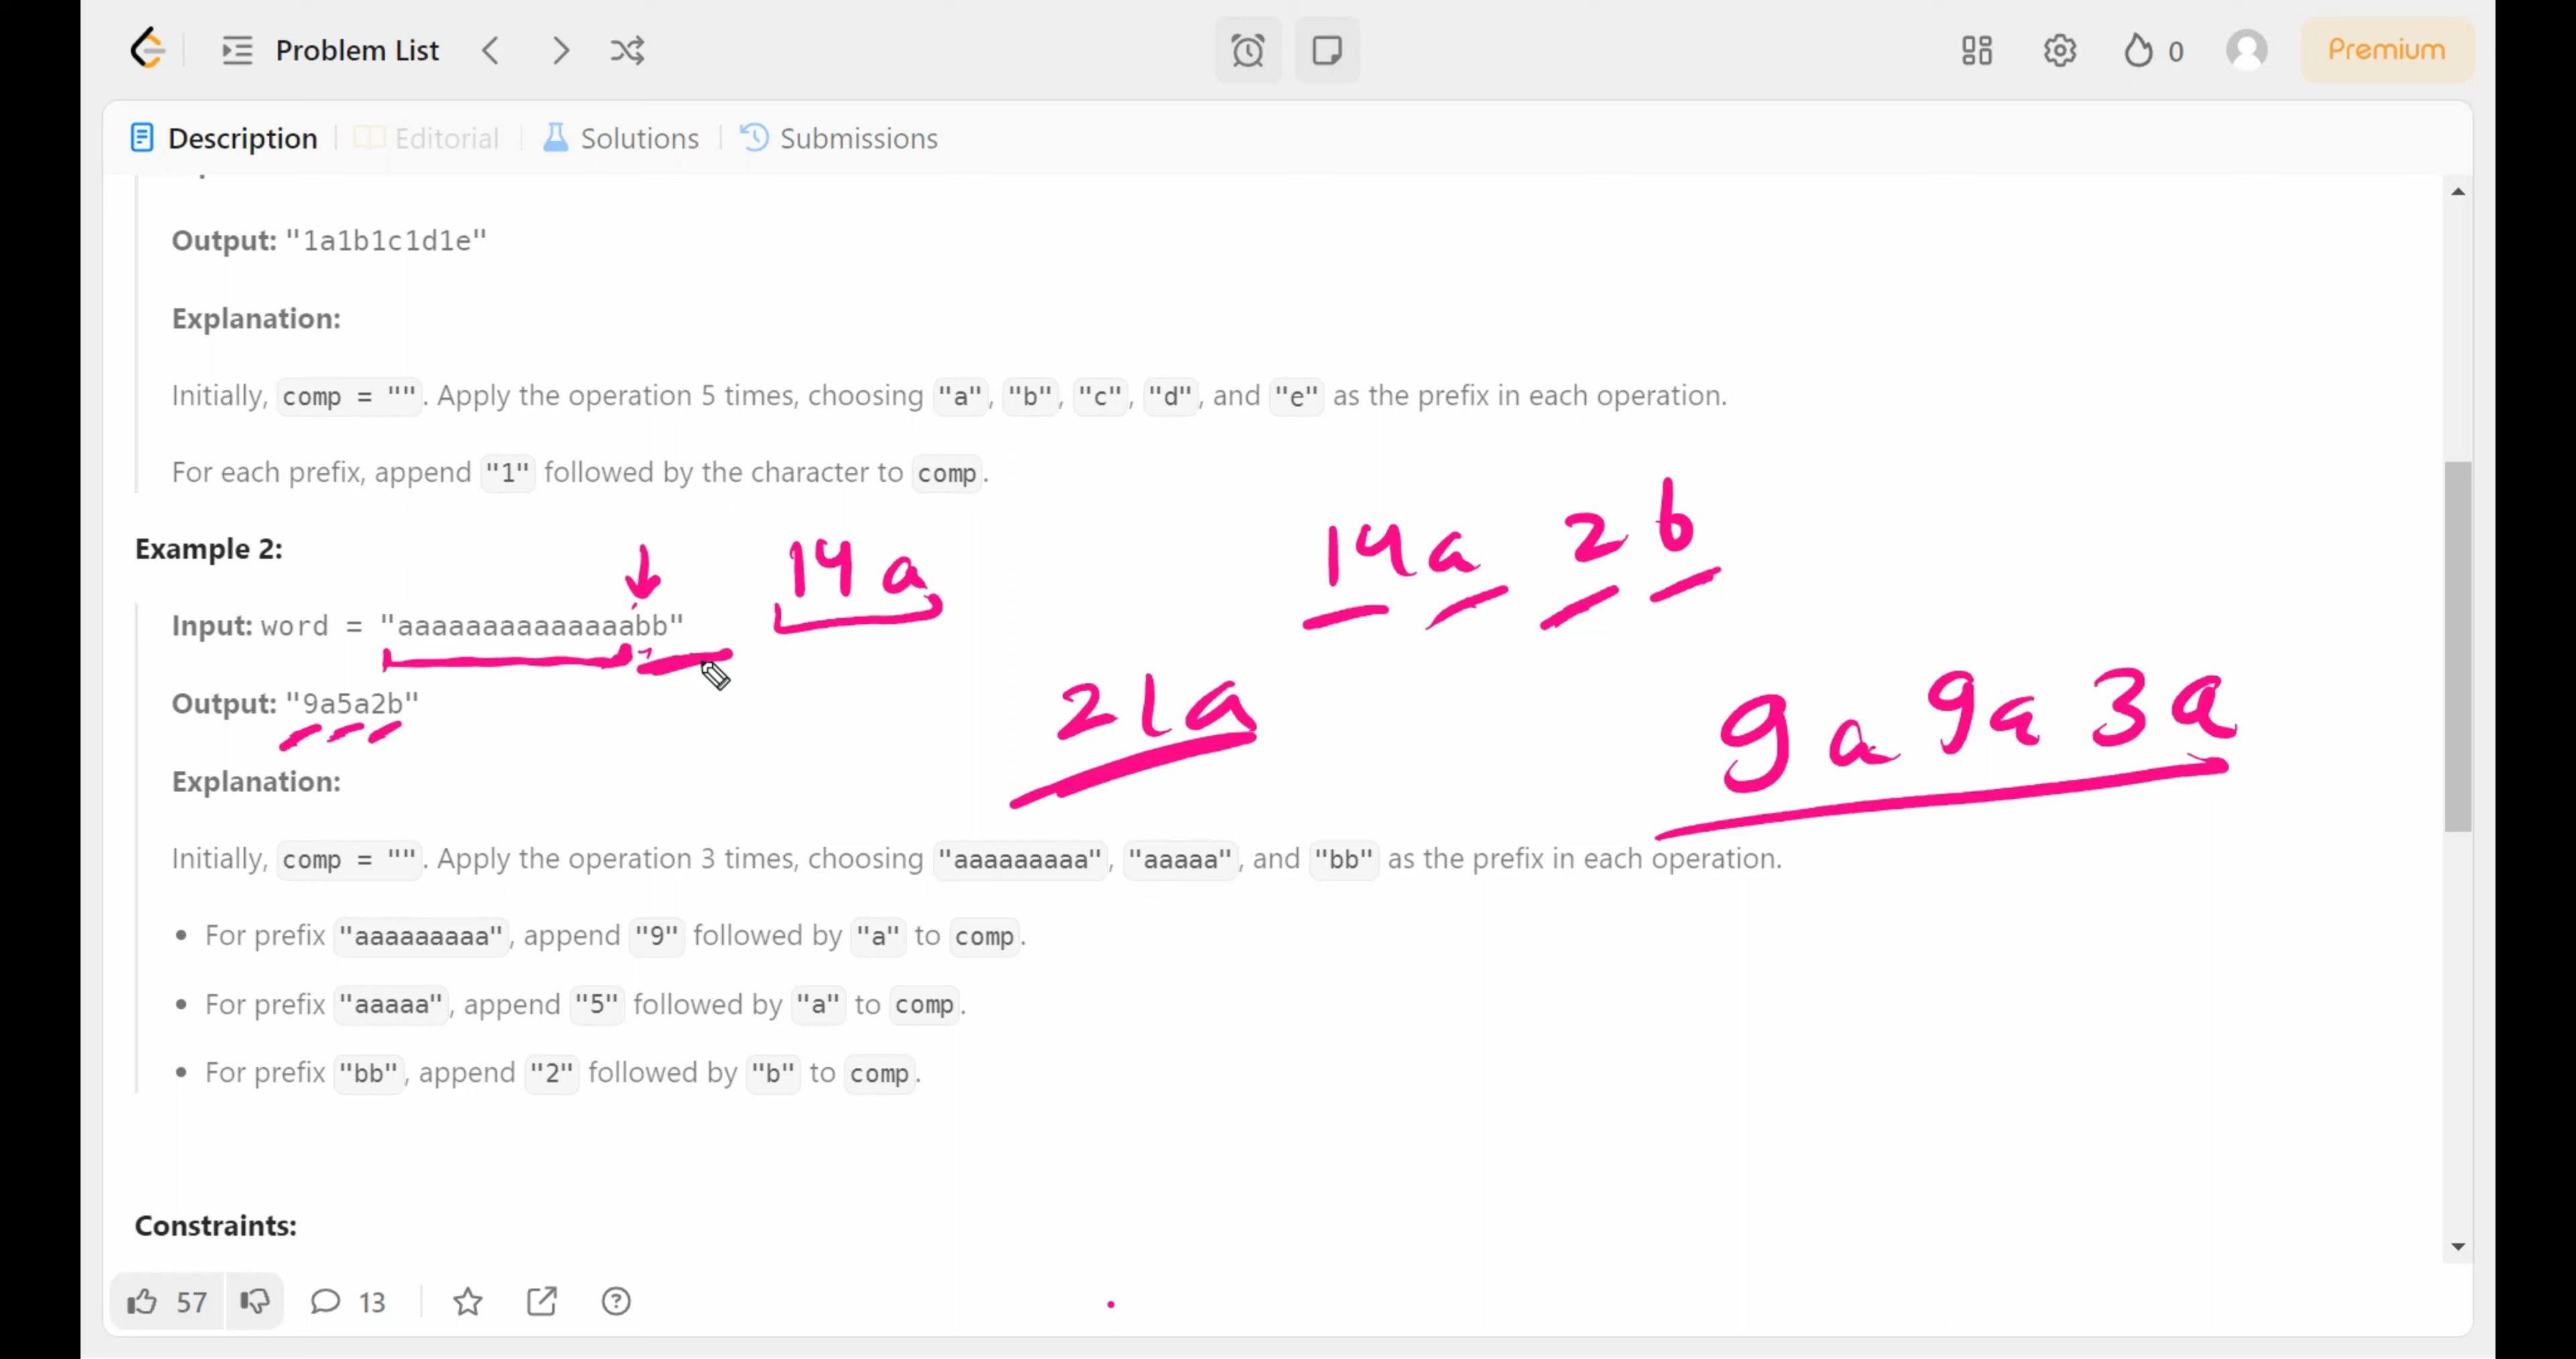 Problem List
0
Premium
Description
Editorial
Solutions
Submissions
Output: "1a1b1c1d1e"
Explanation:
Initially, comp = "". Apply the operation 5 times, choosing "a", "b", "c", "d", and "e" as the prefix in each operation.
For each prefix, append "1" followed by the character to comp.
14a 2b
Example 2:
14a
Input: word = "aaaaaaaaaaaaaabb"
21a
9a9a3a
Output: "9a5a2b"
Explanation:
Initially, comp = "". Apply the operation 3 times, choosing "aaaaaaaaa", "aaaaa", and "bb" as the prefix in each operation.
• For prefix "aaaaaaaaa", append "9" followed by "a" to comp.
• For prefix "aaaaa", append "5" followed by "a" to comp.
• For prefix "bb", append "2" followed by "b" to comp.
Constraints:
57
13